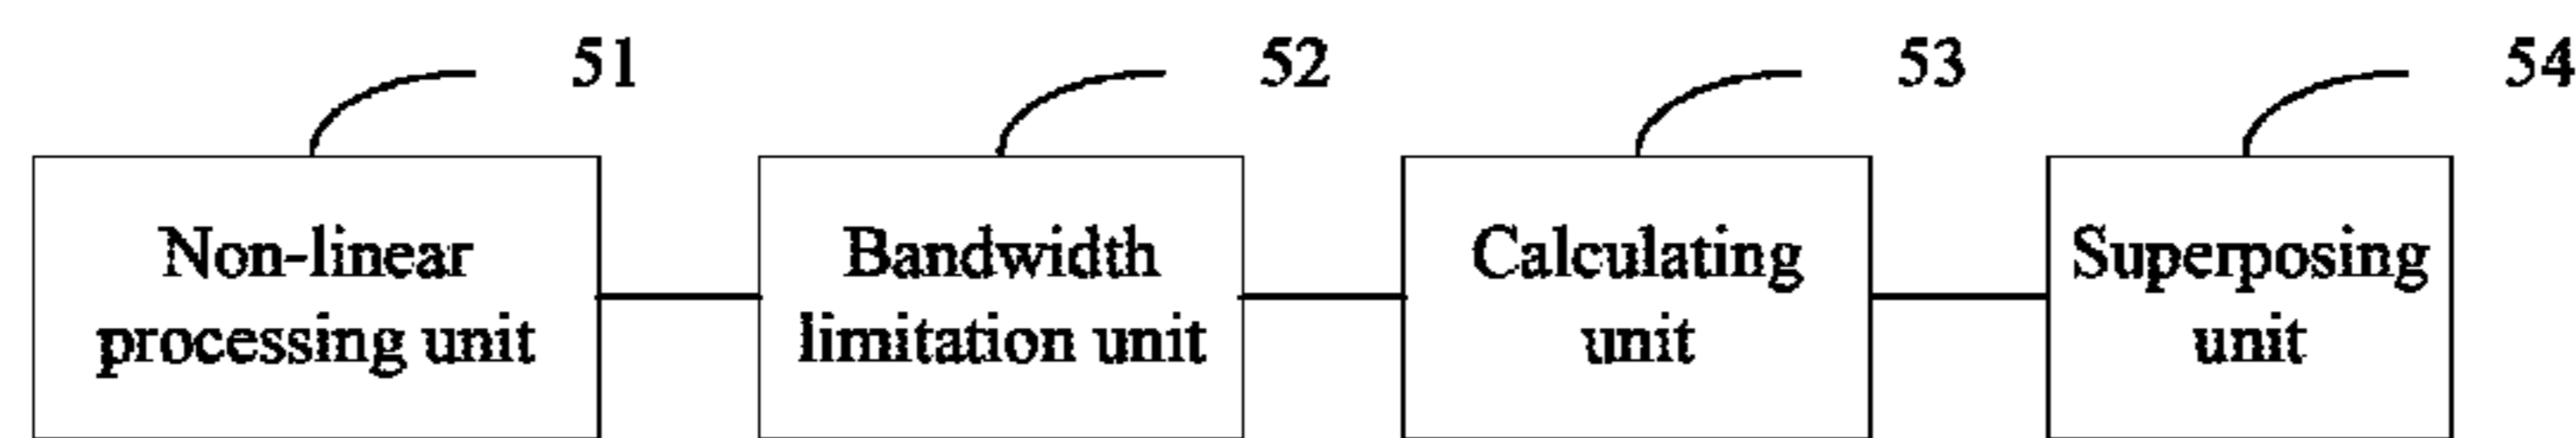 51
52
53
54
Non-linear
processing unit
Bandwidth
limitation unit
Calculating
unit
Superposing
unit